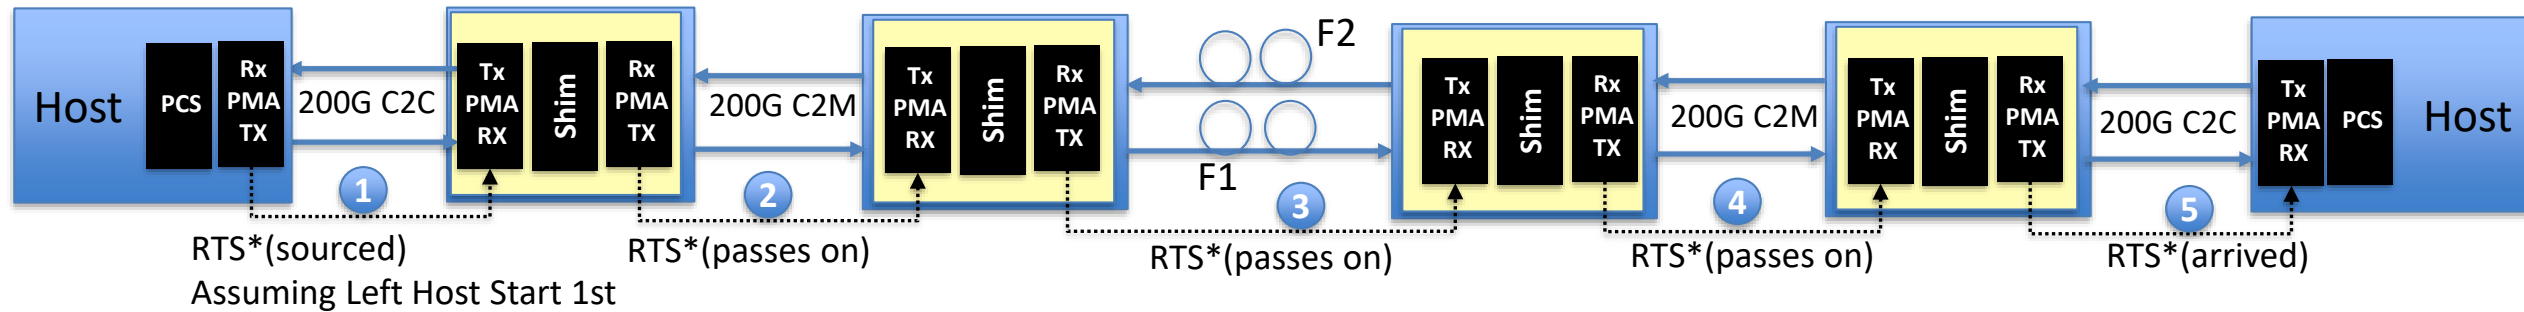 Host
PCS
Rx
PMA
TX
200G C2C
Tx
PMA
RX
Shim
Rx
PMA
TX
200G C2M
Tx
PMA
RX
Shim
Rx
PMA
TX
F2
F1
Tx
PMA
RX
Shim
Rx
PMA
TX
200G C2M
Tx
PMA
RX
Shim
Rx
PMA
TX
200G C2C
Tx
PMA
RX
PCS
Host
1
2
3
4
5
RTS*(sourced)
Assuming Left Host Start 1st
RTS*(passes on)
RTS*(passes on)
RTS*(passes on)
RTS*(arrived)